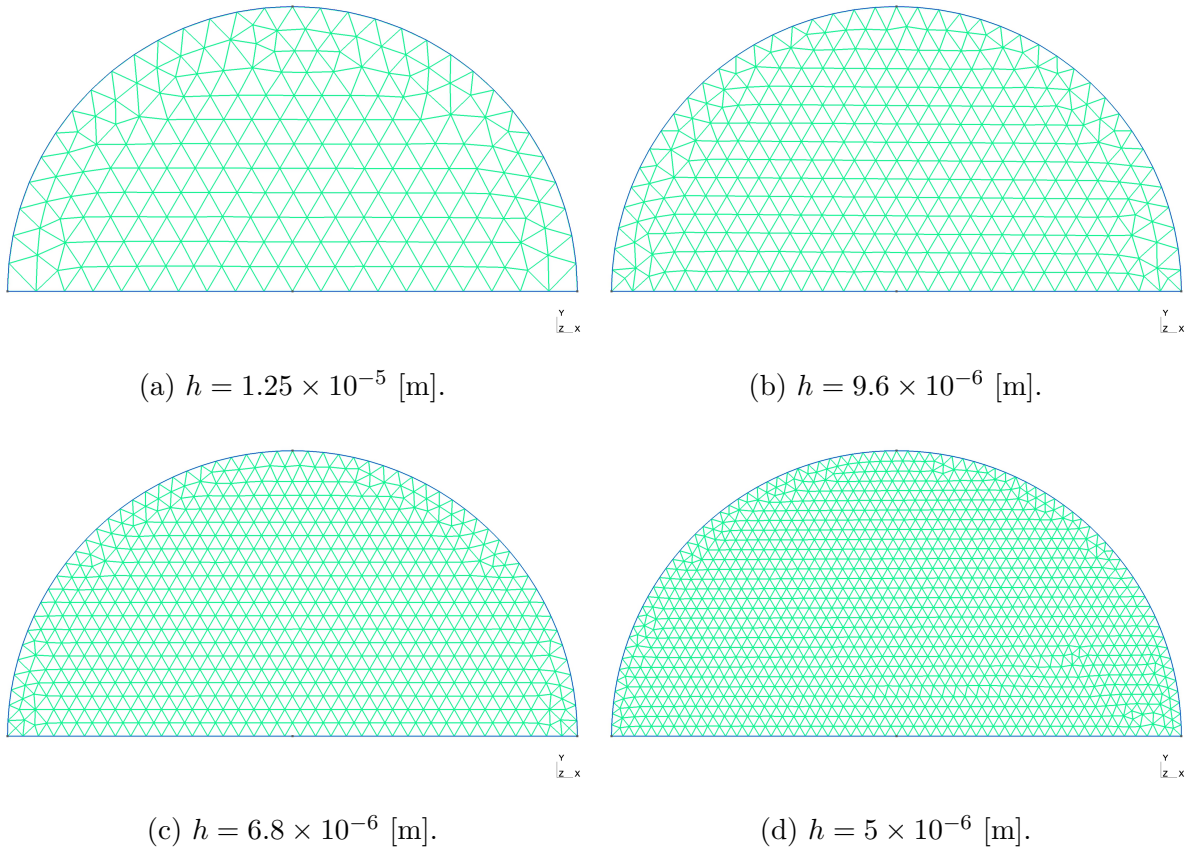 Y
Z X
Y
Z X
(a) h = 1.25 × 10⁻⁵ [m].
(b) h = 9.6 × 10⁻⁶ [m].
Y
Z X
Y
Z X
(c) h = 6.8 × 10⁻⁶ [m].
(d) h = 5 × 10⁻⁶ [m].